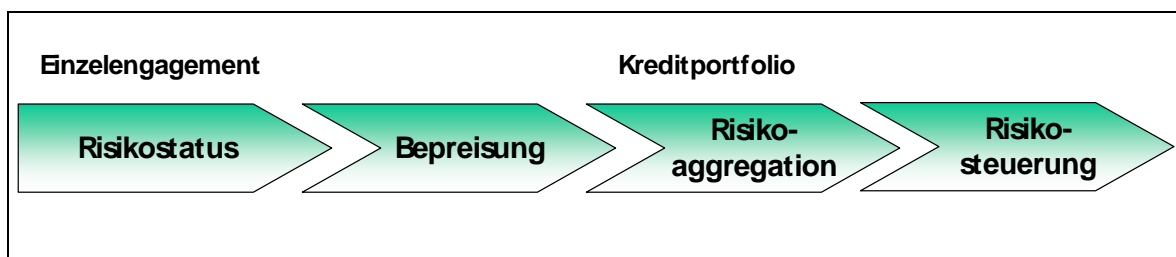 Einzelengagement
Kreditportfolio
Risikostatus
Bepreisung
Risiko-
aggregation
Risiko-
steuerung